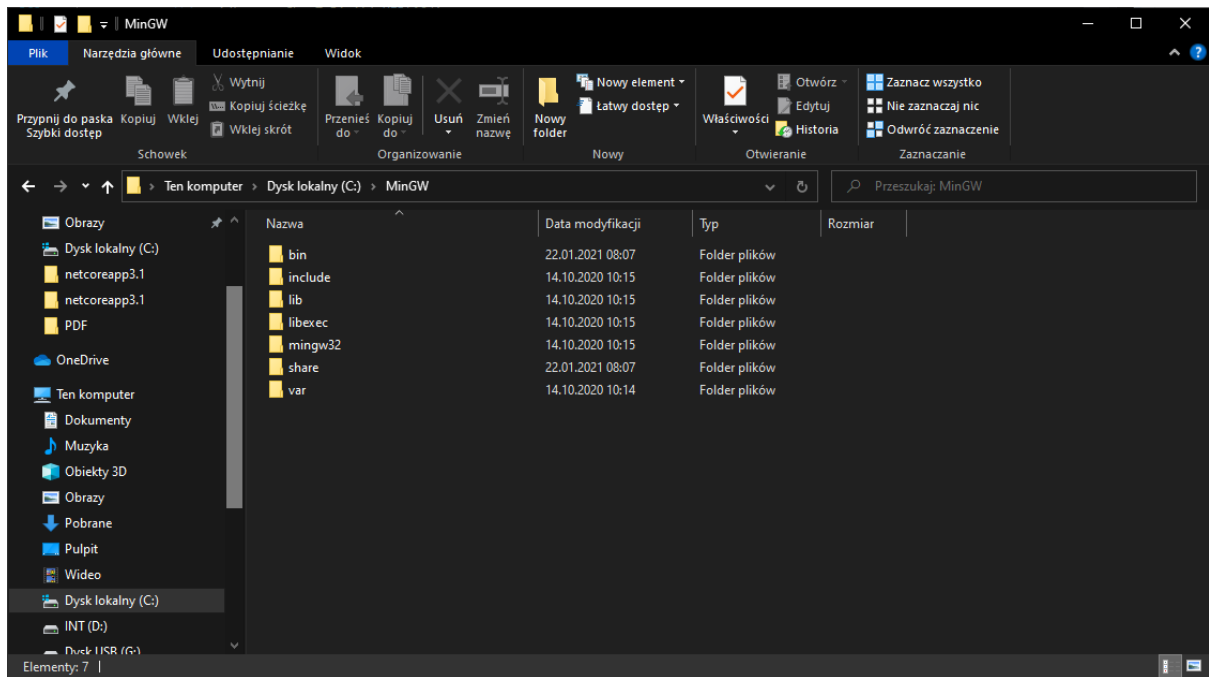 MinGW
Plik Narzędzia główne Udostępnianie Widok
Przypnij do paska Szybki dostęp
Kopiuj
Wklej
Wytnij
Kopiuj ścieżkę
Wklej skrót
Schowek
Przenieś do
Kopiuj do
Usuń
Zmień nazwę
Organizowanie
Nowy folder
Nowy element
Łatwy dostęp
Nowy
Właściwości
Otwórz
Edytuj
Historia
Otwieranie
Zaznacz wszystko
Nie zaznaczaj nic
Odwróć zaznaczenie
Zaznaczanie
Ten komputer > Dysk lokalny (C:) > MinGW
Przeszukaj: MinGW
Obrazy
Dysk lokalny (C:)
netcoreapp3.1
netcoreapp3.1
PDF
OneDrive
Ten komputer
Dokumenty
Muzyka
Obiekty 3D
Obrazy
Pobrane
Pulpit
Wideo
Dysk lokalny (C:)
INT (D:)
Dysk USB (G:)
Nazwa Data modyfikacji Typ Rozmiar
bin 22.01.2021 08:07 Folder plików
include 14.10.2020 10:15 Folder plików
lib 14.10.2020 10:15 Folder plików
libexec 14.10.2020 10:15 Folder plików
mingw32 14.10.2020 10:15 Folder plików
share 22.01.2021 08:07 Folder plików
var 14.10.2020 10:14 Folder plików
Elementy: 7